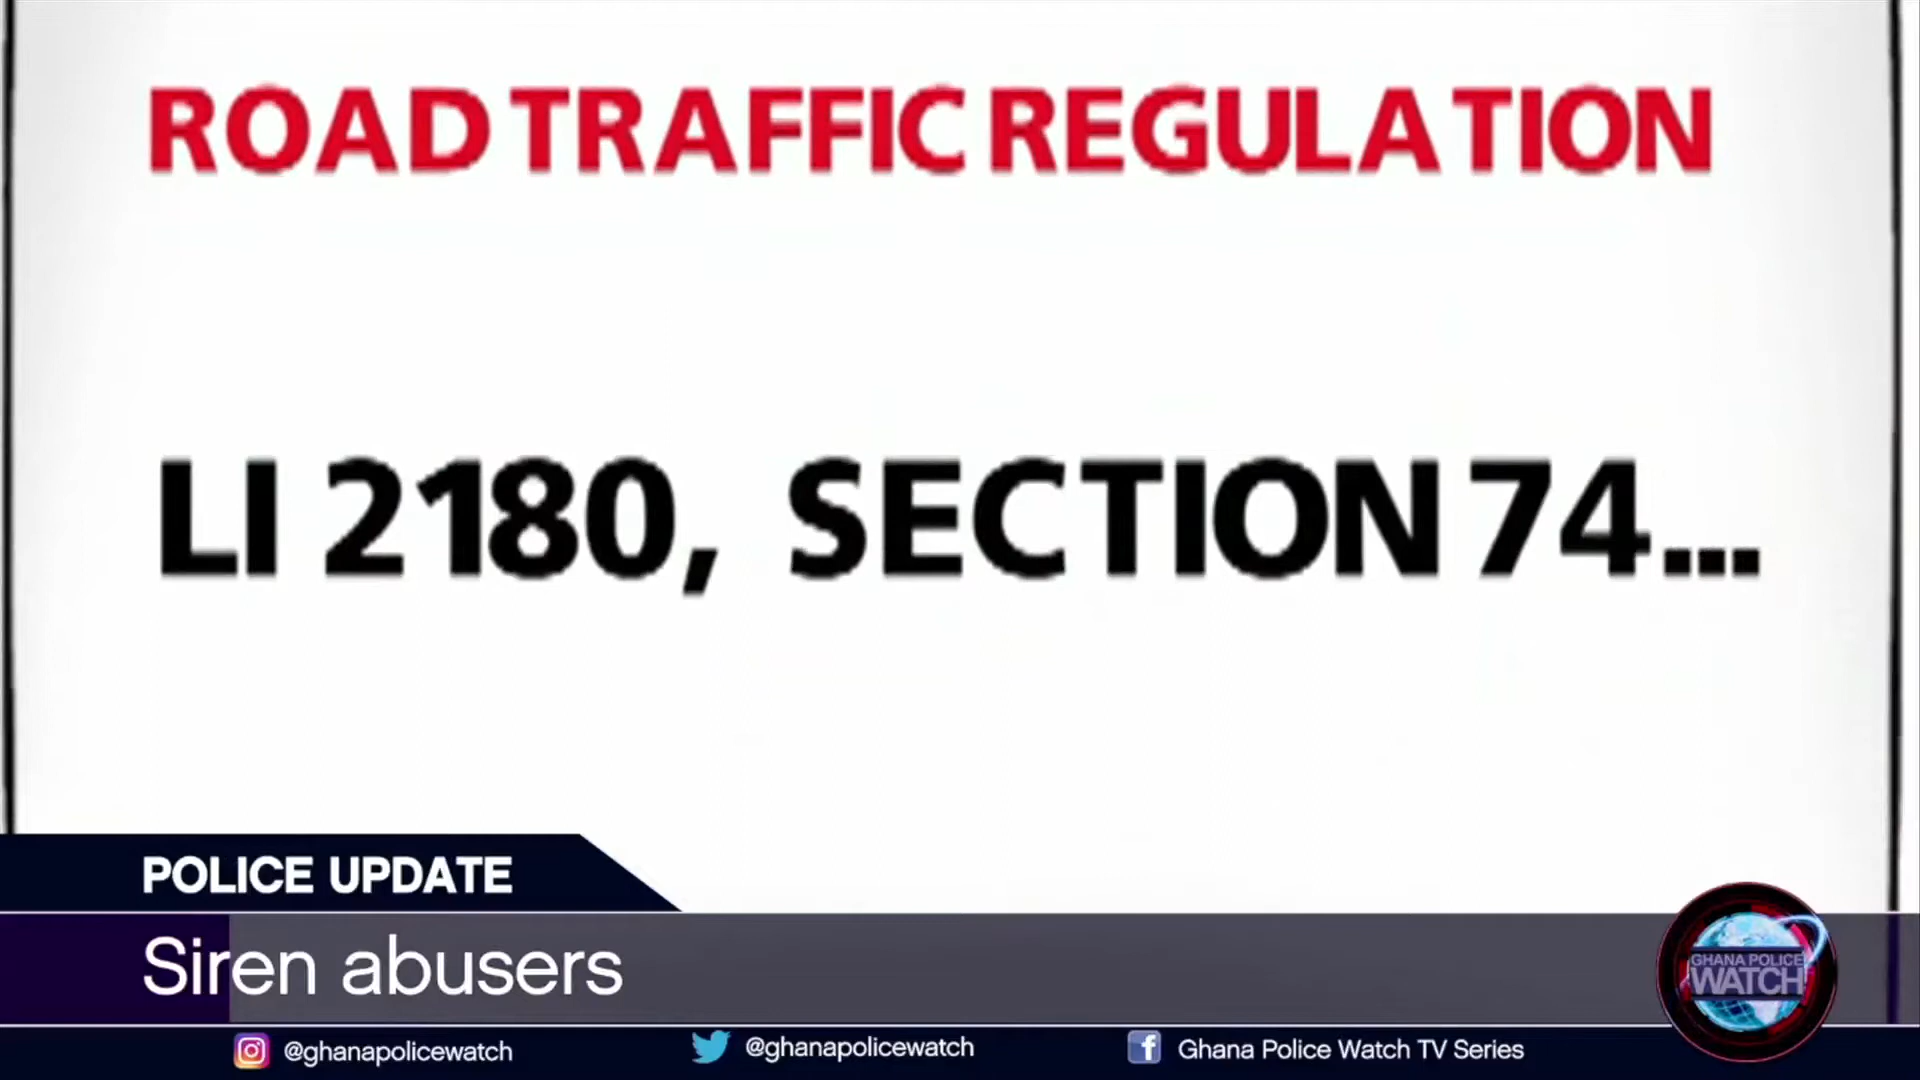 ROAD TRAFFIC REGULATION
LI 2180, SECTION 74...
POLICE UPDATE
Siren abusers
GHANA POLICE
WATCH
@ghanapolicewatch
@ghanapolicewatch
Ghana Police Watch TV Series